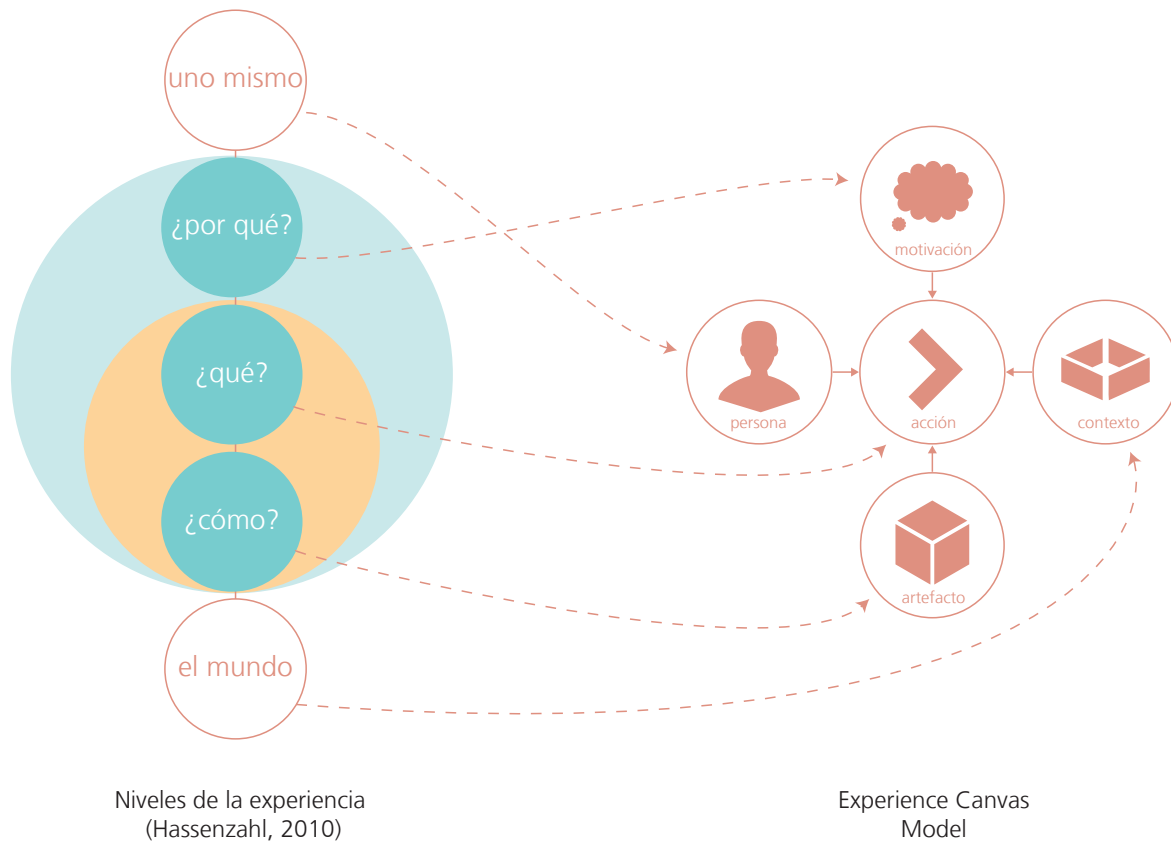 uno mismo
¿por qué?
¿qué?
¿cómo?
el mundo
motivación
persona
acción
contexto
artefacto
Niveles de la experiencia
(Hassenzahl, 2010)
Experience Canvas
Model